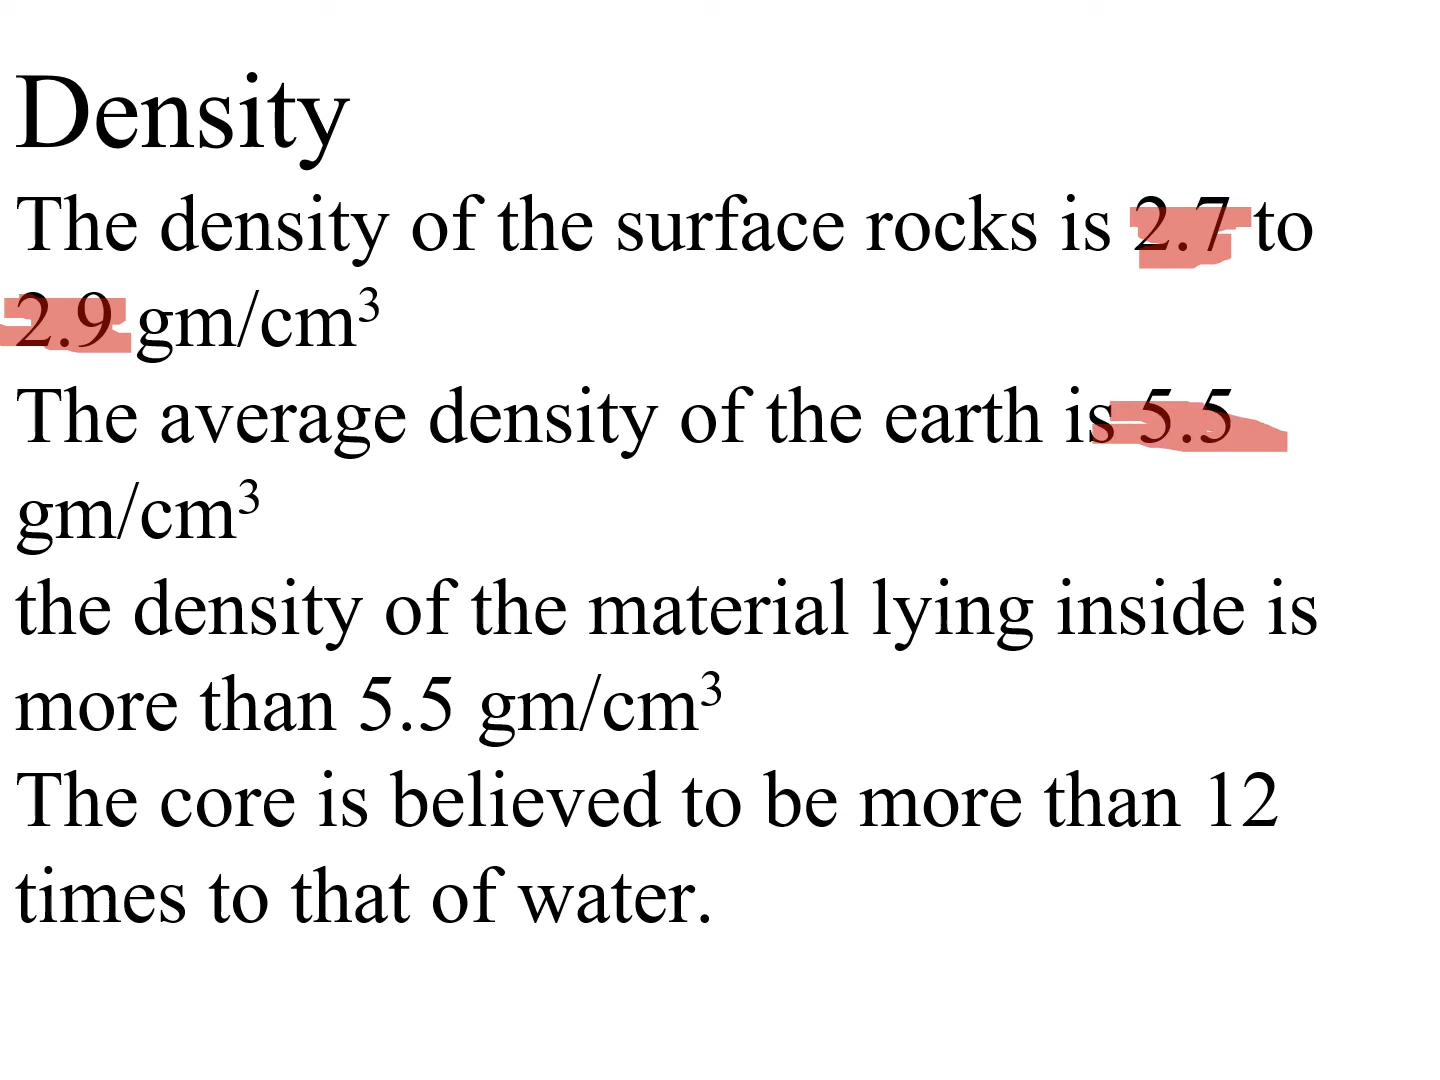 Density
The density of the surface rocks is 2.7 to
2.9 gm/cm³
The average density of the earth is 5.5
gm/cm³
the density of the material lying inside is
more than 5.5 gm/cm³
The core is believed to be more than 12
times to that of water.